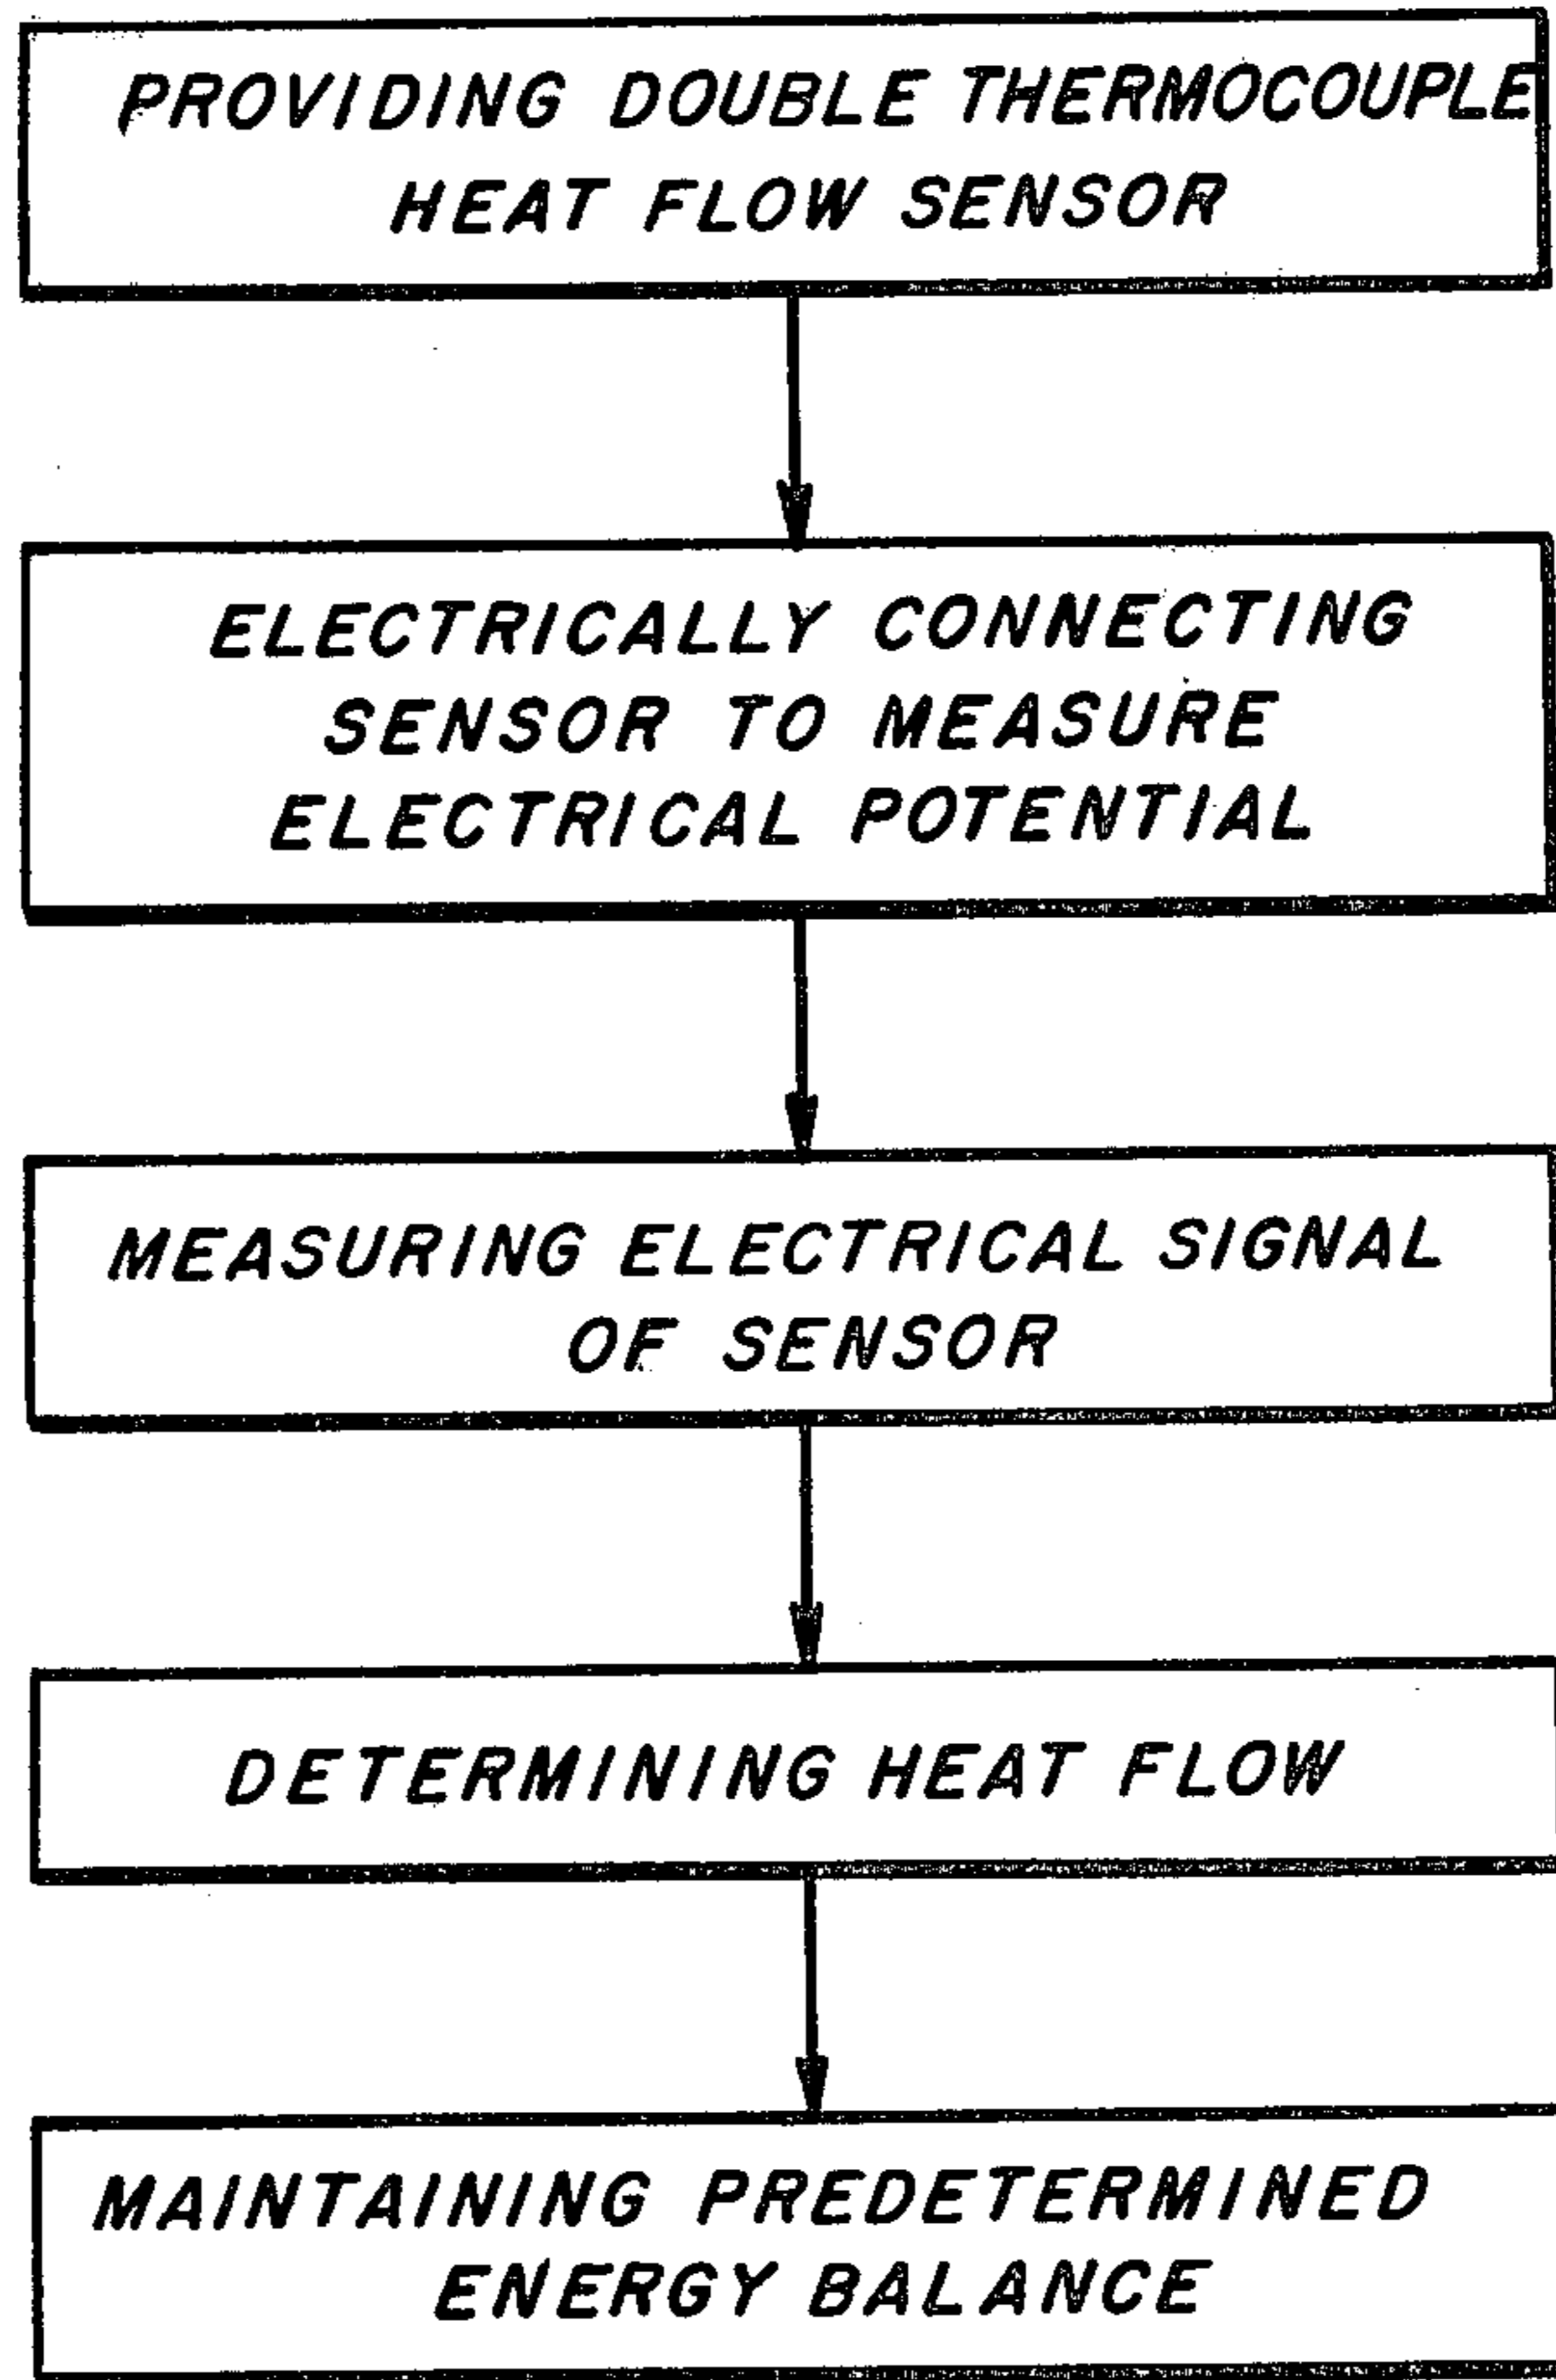 PROVIDING DOUBLE THERMOCOUPLE
HEAT FLOW SENSOR
ELECTRICALLY CONNECTING
SENSOR TO MEASURE
ELECTRICAL POTENTIAL
MEASURING ELECTRICAL SIGNAL
OF SENSOR
DETERMINING HEAT FLOW
MAINTAINING PREDETERMINED
ENERGY BALANCE